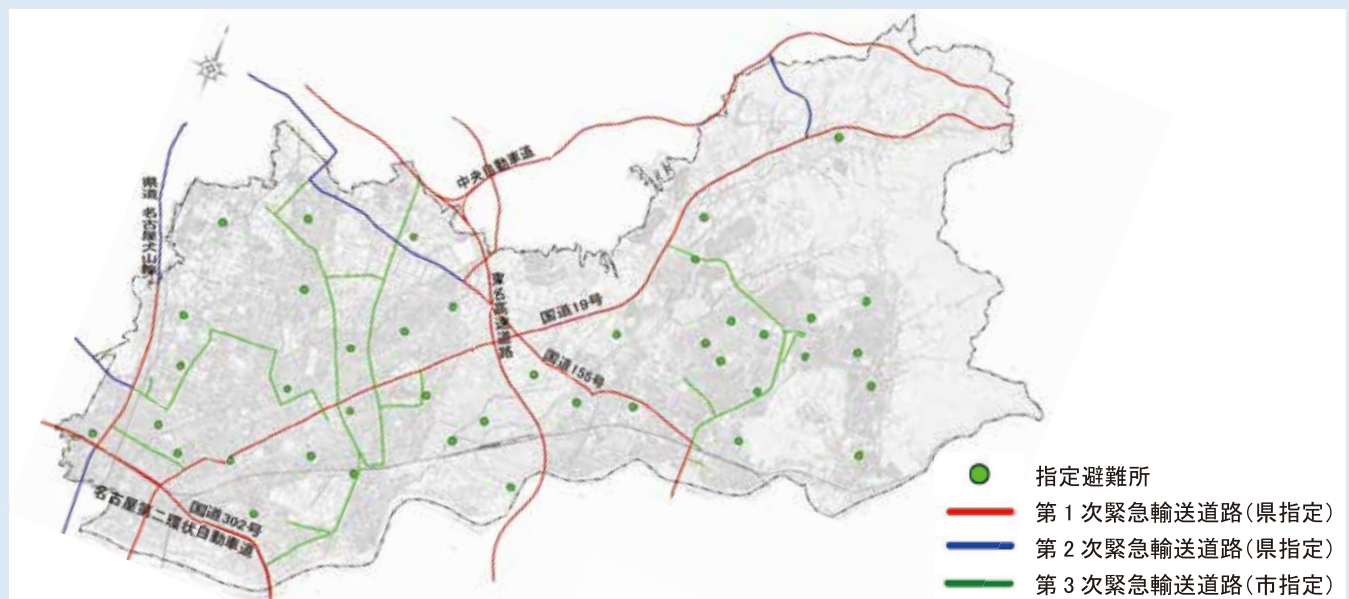 中央自動車道
県道 名古屋犬山線
東名高速道路
国道19号
国道155号
国道302号
名古屋第二環状自動車道
指定避難所
第1次緊急輸送道路(県指定)
第2次緊急輸送道路(県指定)
第3次緊急輸送道路(市指定)